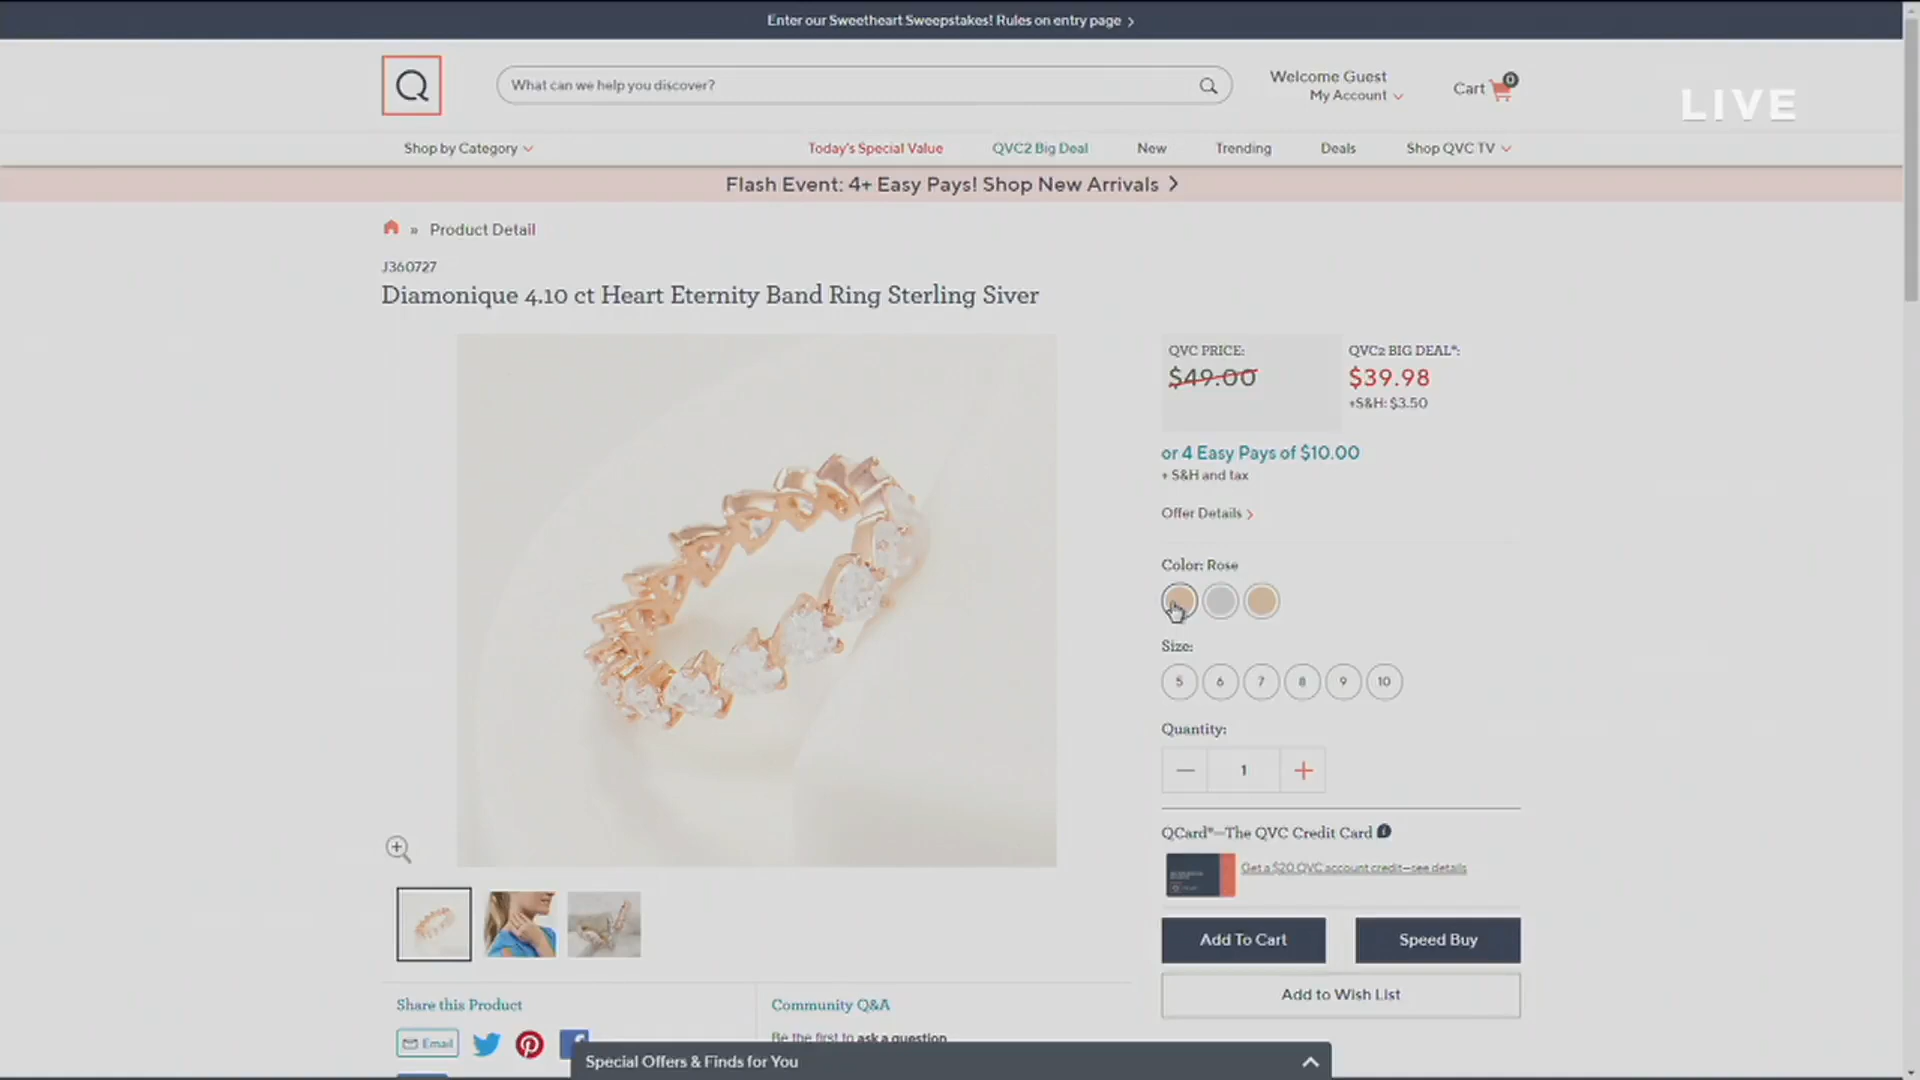 Enter our Sweetheart Sweepstakes! Rules on entry page >
Q
What can we help you discover?
Welcome Guest
My Account
Cart 0
LIVE
Shop by Category
Today's Special Value
QVC2 Big Deal
New
Trending
Deals
Shop QVC TV
Flash Event: 4+ Easy Pays! Shop New Arrivals >
» Product Detail
J360727
Diamonique 4.10 ct Heart Eternity Band Ring Sterling Siver
QVC PRICE:
$49.00
QVC2 BIG DEAL®:
$39.98
+S&H: $3.50
or 4 Easy Pays of $10.00
+ S&H and tax
Offer Details >
Color: Rose
Size:
5 6 7 8 9 10
Quantity:
— 1 +
QCard®—The QVC Credit Card
Get a $20 QVC account credit—see details
Add To Cart
Speed Buy
Add to Wish List
Share this Product
Email
Community Q&A
Be the first to ask a question
Special Offers & Finds for You